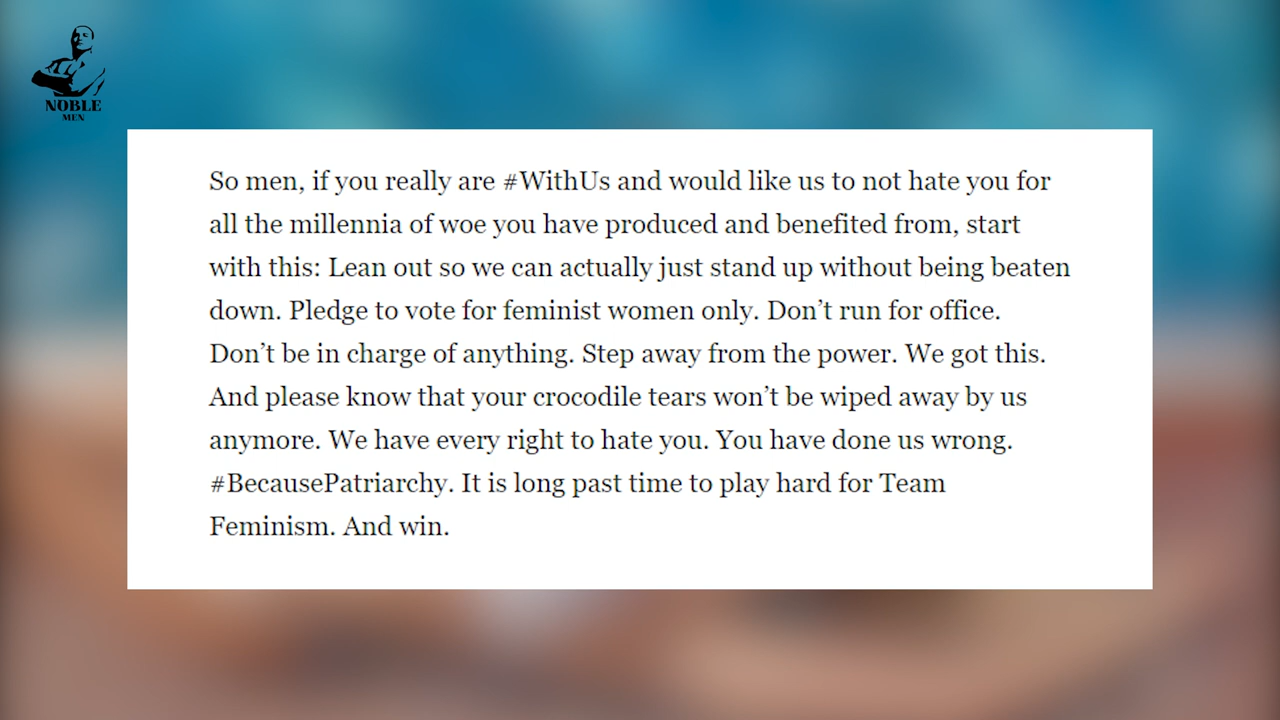 NOBLE
MEN
So men, if you really are #WithUs and would like us to not hate you for
all the millennia of woe you have produced and benefited from, start
with this: Lean out so we can actually just stand up without being beaten
down. Pledge to vote for feminist women only. Don’t run for office.
Don’t be in charge of anything. Step away from the power. We got this.
And please know that your crocodile tears won’t be wiped away by us
anymore. We have every right to hate you. You have done us wrong.
#BecausePatriarchy. It is long past time to play hard for Team
Feminism. And win.